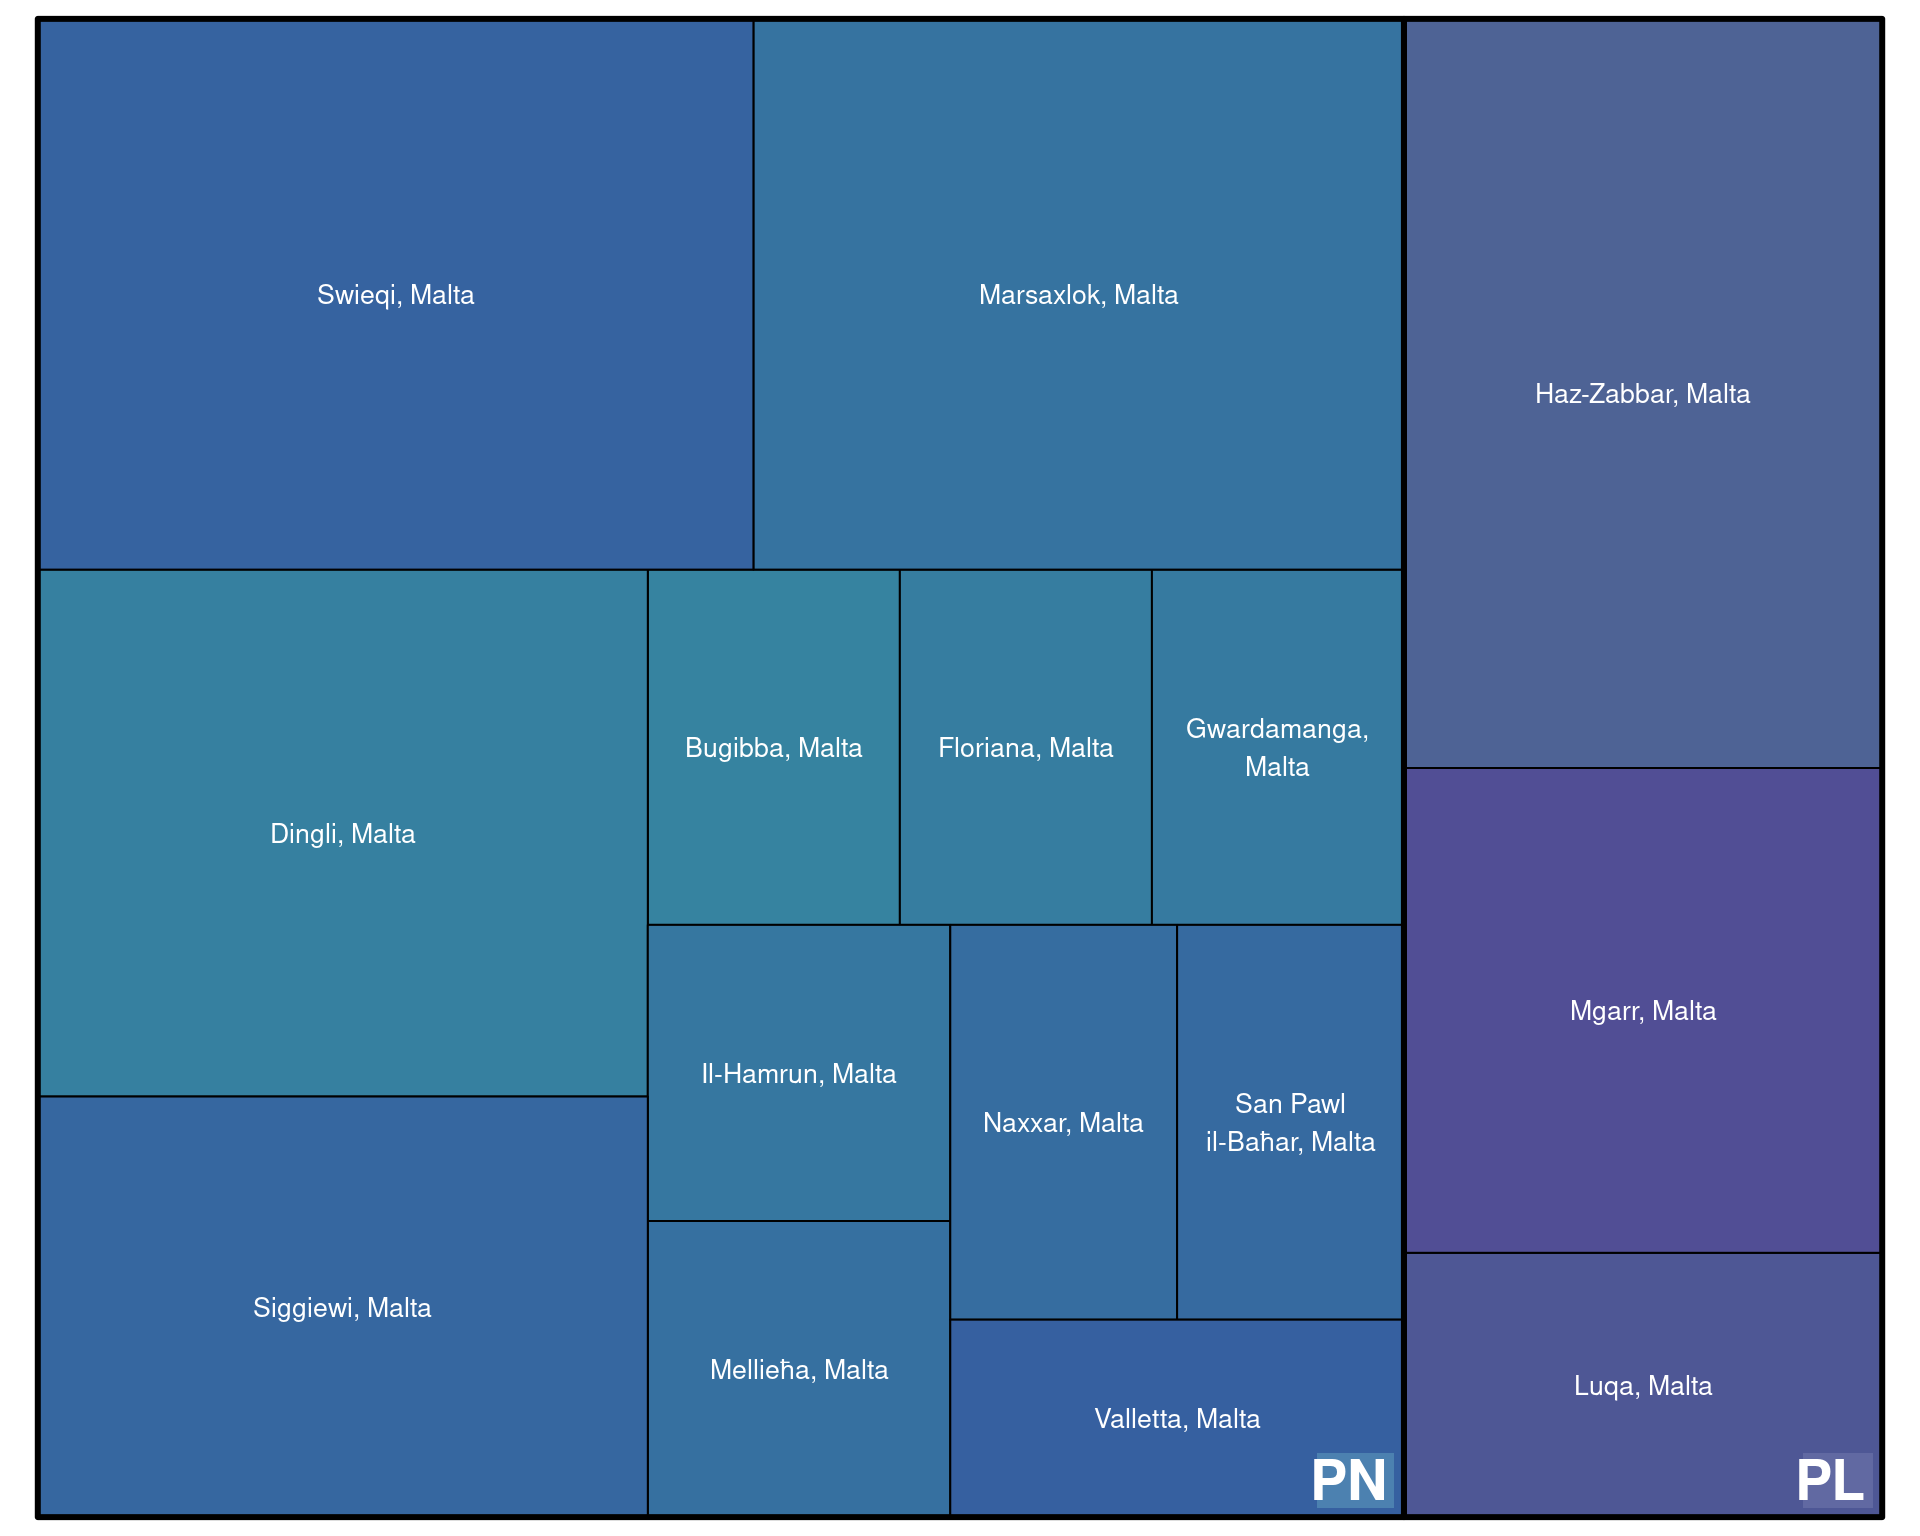 Swieqi, Malta
Marsaxlok, Malta
Haz-Zabbar, Malta
Dingli, Malta
Bugibba, Malta
Floriana, Malta
Gwardamanga,
Malta
Mgarr, Malta
Il-Hamrun, Malta
Naxxar, Malta
San Pawl
il-Baħar, Malta
Siggiewi, Malta
Mellieħa, Malta
Valletta, Malta
Luqa, Malta
PN
PL